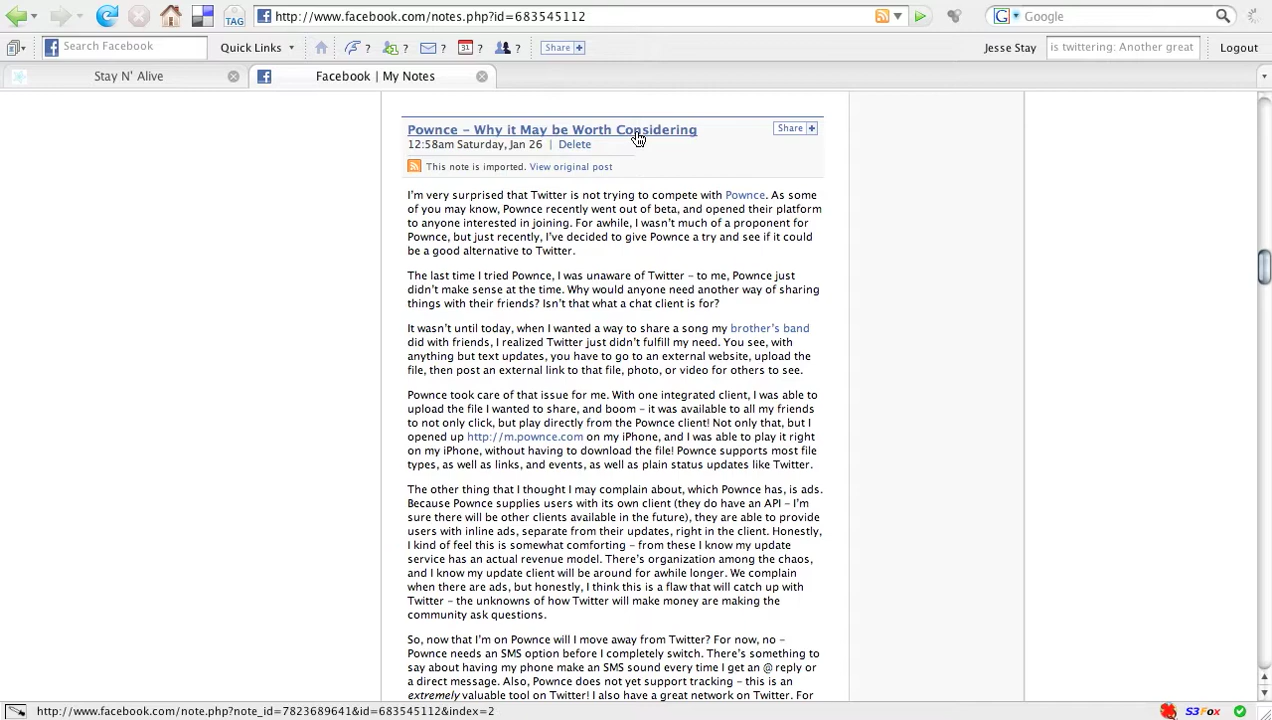 http://www.facebook.com/notes.php?id=683545112
Google
TAG
Search Facebook
Quick Links
?
?
?
31 ?
?
Share +
Jesse Stay
is twittering: Another great
Logout
Stay N' Alive
Facebook | My Notes
Pownce – Why it May be Worth Considering
Share +
12:58am Saturday, Jan 26 | Delete
This note is imported. View original post
I'm very surprised that Twitter is not trying to compete with Pownce. As some
of you may know, Pownce recently went out of beta, and opened their platform
to anyone interested in joining. For awhile, I wasn't much of a proponent for
Pownce, but just recently, I've decided to give Pownce a try and see if it could
be a good alternative to Twitter.
The last time I tried Pownce, I was unaware of Twitter – to me, Pownce just
didn't make sense at the time. Why would anyone need another way of sharing
things with their friends? Isn't that what a chat client is for?
It wasn't until today, when I wanted a way to share a song my brother's band
did with friends, I realized Twitter just didn't fulfill my need. You see, with
anything but text updates, you have to go to an external website, upload the
file, then post an external link to that file, photo, or video for others to see.
Pownce took care of that issue for me. With one integrated client, I was able to
upload the file I wanted to share, and boom – it was available to all my friends
to not only click, but play directly from the Pownce client! Not only that, but I
opened up http://m.pownce.com on my iPhone, and I was able to play it right
on my iPhone, without having to download the file! Pownce supports most file
types, as well as links, and events, as well as plain status updates like Twitter.
The other thing that I thought I may complain about, which Pownce has, is ads.
Because Pownce supplies users with its own client (they do have an API – I'm
sure there will be other clients available in the future), they are able to provide
users with inline ads, separate from their updates, right in the client. Honestly,
I kind of feel this is somewhat comforting – from these I know my update
service has an actual revenue model. There's organization among the chaos,
and I know my update client will be around for awhile longer. We complain
when there are ads, but honestly, I think this is a flaw that will catch up with
Twitter – the unknowns of how Twitter will make money are making the
community ask questions.
So, now that I'm on Pownce will I move away from Twitter? For now, no –
Pownce needs an SMS option before I completely switch. There's something to
say about having my phone make an SMS sound every time I get an @ reply or
a direct message. Also, Pownce does not yet support tracking – this is an
extremely valuable tool on Twitter! I also have a great network on Twitter. For
http://www.facebook.com/note.php?note_id=7823689641&id=683545112&index=2
S3Fox